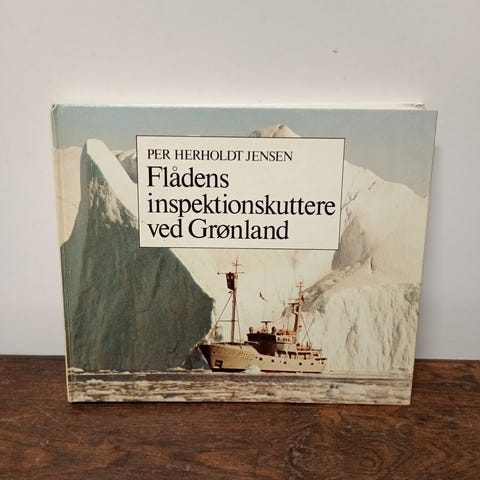 PER HERHOLDT JENSEN
Flådens
inspektionskuttere
ved Grønland